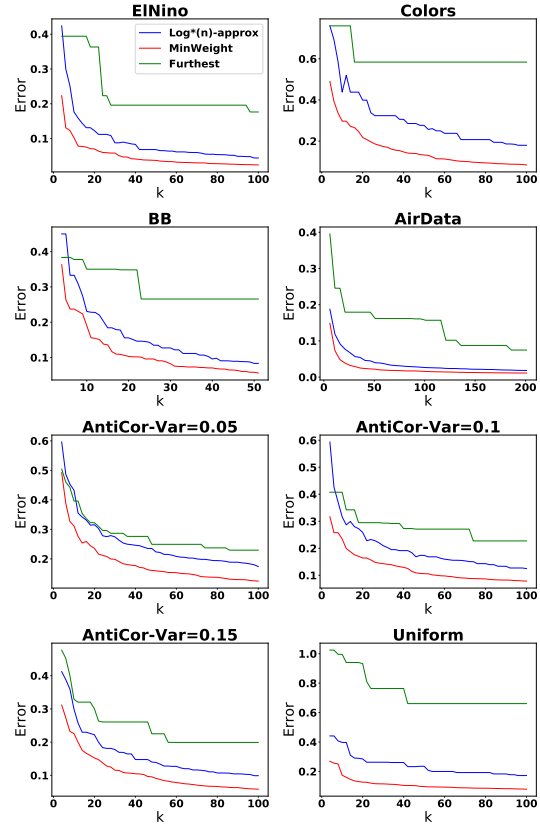 ElNino
Error
0.4
0.3
0.2
0.1
Log*(n)-approx
MinWeight
Furthest
0 20 40 60 80 100
k
Colors
Error
0.6
0.4
0.2
0 20 40 60 80 100
k
BB
Error
0.4
0.3
0.2
0.1
10 20 30 40 50
k
AirData
Error
0.4
0.3
0.2
0.1
0.0
0 50 100 150 200
k
AntiCor-Var=0.05
Error
0.6
0.5
0.4
0.3
0.2
0 20 40 60 80 100
k
AntiCor-Var=0.1
Error
0.6
0.5
0.4
0.3
0.2
0.1
0 20 40 60 80 100
k
AntiCor-Var=0.15
Error
0.4
0.3
0.2
0.1
0 20 40 60 80 100
k
Uniform
Error
1.0
0.8
0.6
0.4
0.2
0 20 40 60 80 100
k